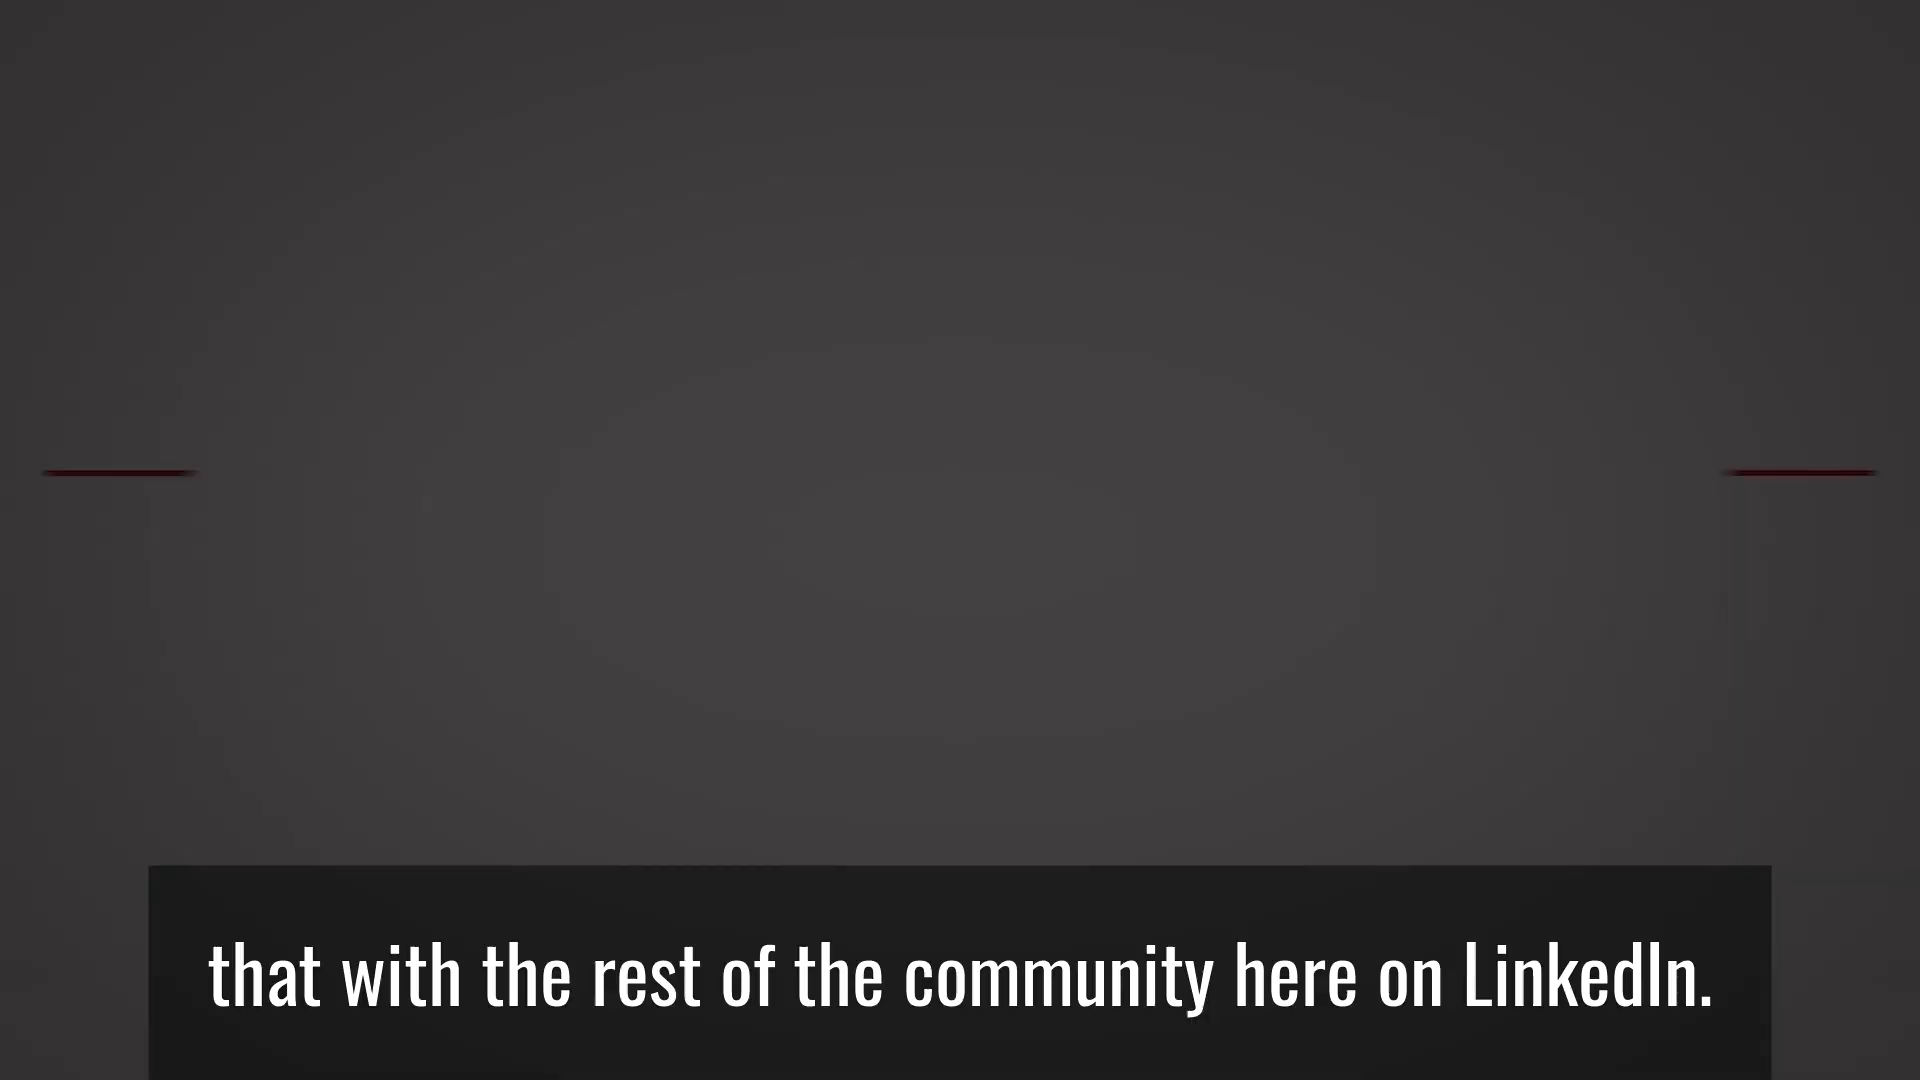 that with the rest of the community here on LinkedIn.